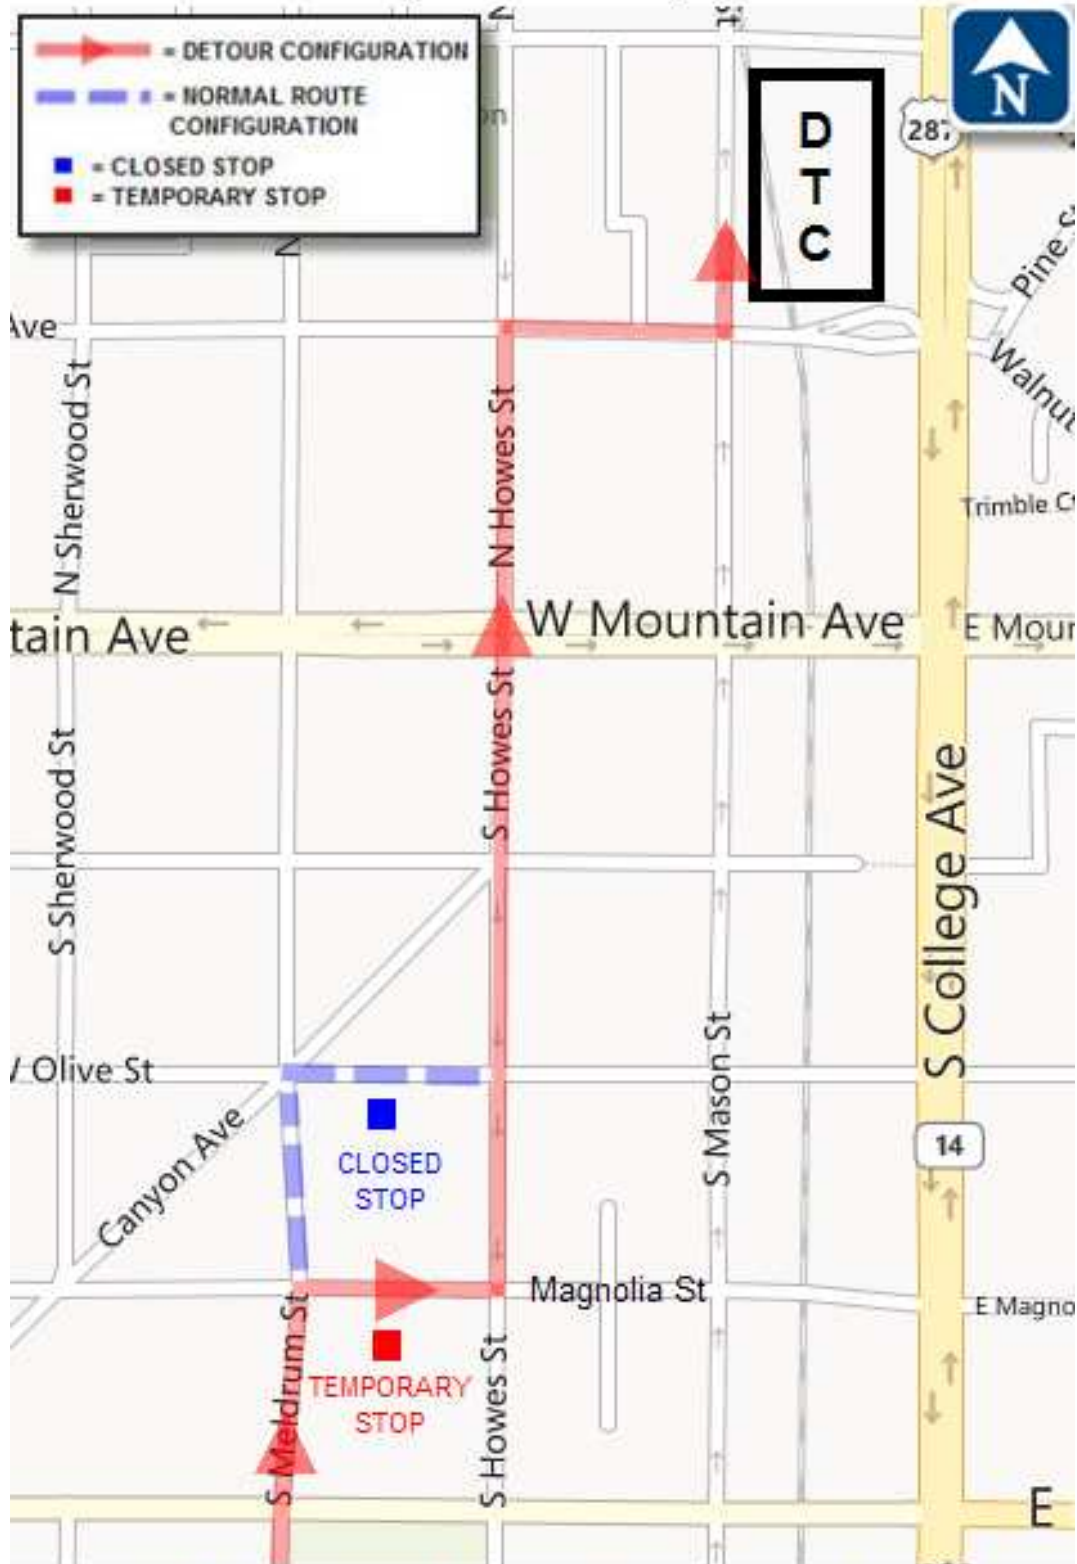 = DETOUR CONFIGURATION
= NORMAL ROUTE
CONFIGURATION
= CLOSED STOP
= TEMPORARY STOP
N
D
T
C
287
on
N
Pine S
Ave
Walnut
N Sherwood St
N Howes St
Trimble Ct
tain Ave
W Mountain Ave
E Moun
S Howes St
S Sherwood St
S College Ave
W Olive St
S Mason St
Canyon Ave
CLOSED
STOP
14
Magnolia St
E Magno
S Meldrum St
TEMPORARY
STOP
S Howes St
E